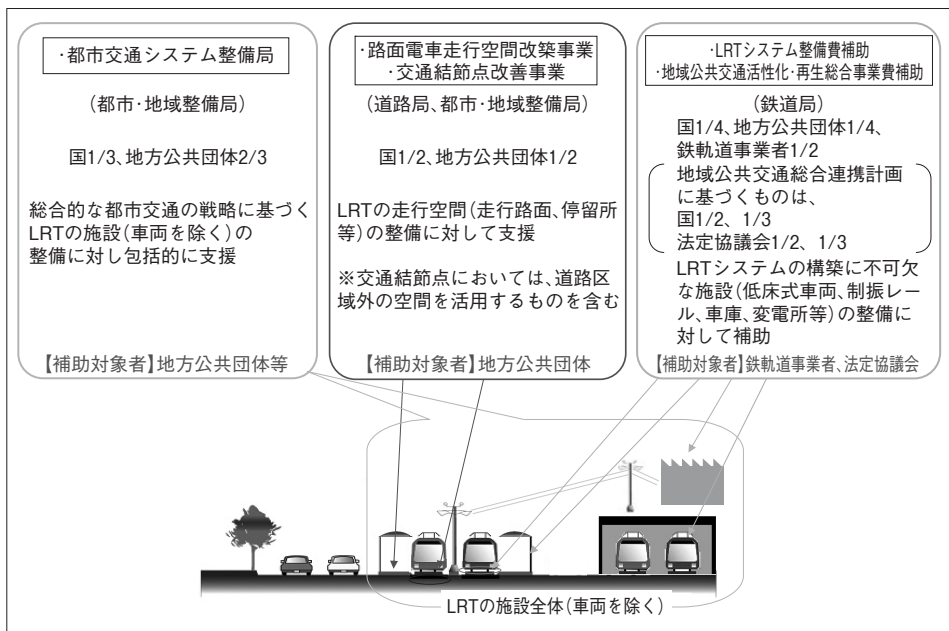 ・都市交通システム整備局
(都市・地域整備局)
国1/3、地方公共団体2/3
総合的な都市交通の戦略に基づく
LRTの施設(車両を除く)の
整備に対し包括的に支援
【補助対象者】地方公共団体等
・路面電車走行空間改築事業
・交通結節点改善事業
(道路局、都市・地域整備局)
国1/2、地方公共団体1/2
LRTの走行空間(走行路面、停留所
等)の整備に対して支援
※交通結節点においては、道路区
域外の空間を活用するものを含む
【補助対象者】地方公共団体
・LRTシステム整備費補助
・地域公共交通活性化・再生総合事業費補助
(鉄道局)
国1/4、地方公共団体1/4、
鉄軌道事業者1/2
地域公共交通総合連携計画
に基づくものは、
国1/2、1/3
法定協議会1/2、1/3
LRTシステムの構築に不可欠
な施設(低床式車両、制振レー
ル、車庫、変電所等)の整備に
対して補助
【補助対象者】鉄軌道事業者、法定協議会
LRTの施設全体(車両を除く)